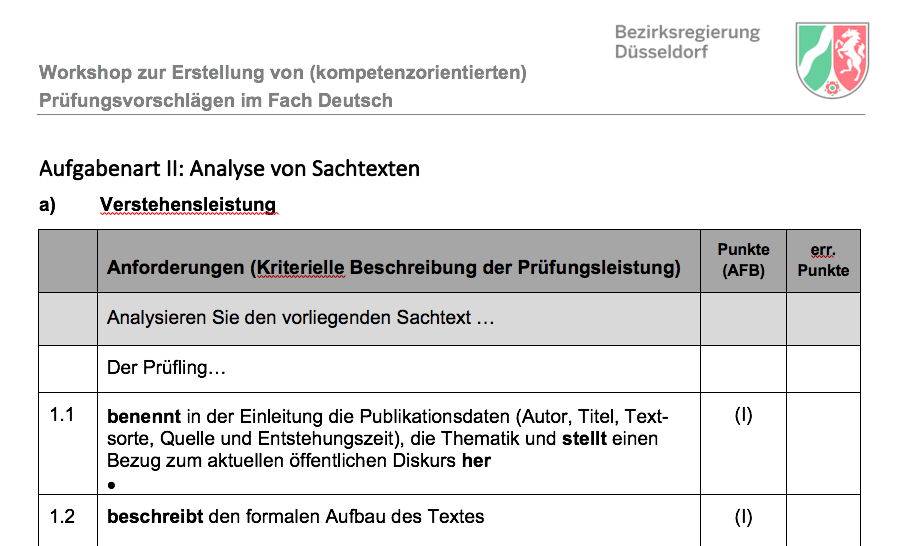 Bezirksregierung
Düsseldorf
Workshop zur Erstellung von (kompetenzorientierten)
Prüfungsvorschlägen im Fach Deutsch
Aufgabenart II: Analyse von Sachtexten
a) Verstehensleistung
Anforderungen (Kriterielle Beschreibung der Prüfungsleistung)
Punkte
(AFB)
err.
Punkte
Analysieren Sie den vorliegenden Sachtext …
Der Prüfling…
1.1 benennt in der Einleitung die Publikationsdaten (Autor, Titel, Text-
sorte, Quelle und Entstehungszeit), die Thematik und stellt einen
Bezug zum aktuellen öffentlichen Diskurs her
(I)
•
1.2 beschreibt den formalen Aufbau des Textes (I)